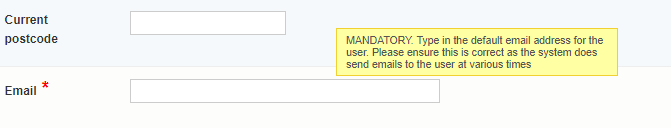 Current
postcode
MANDATORY. Type in the default email address for the
user. Please ensure this is correct as the system does
send emails to the user at various times
Email *